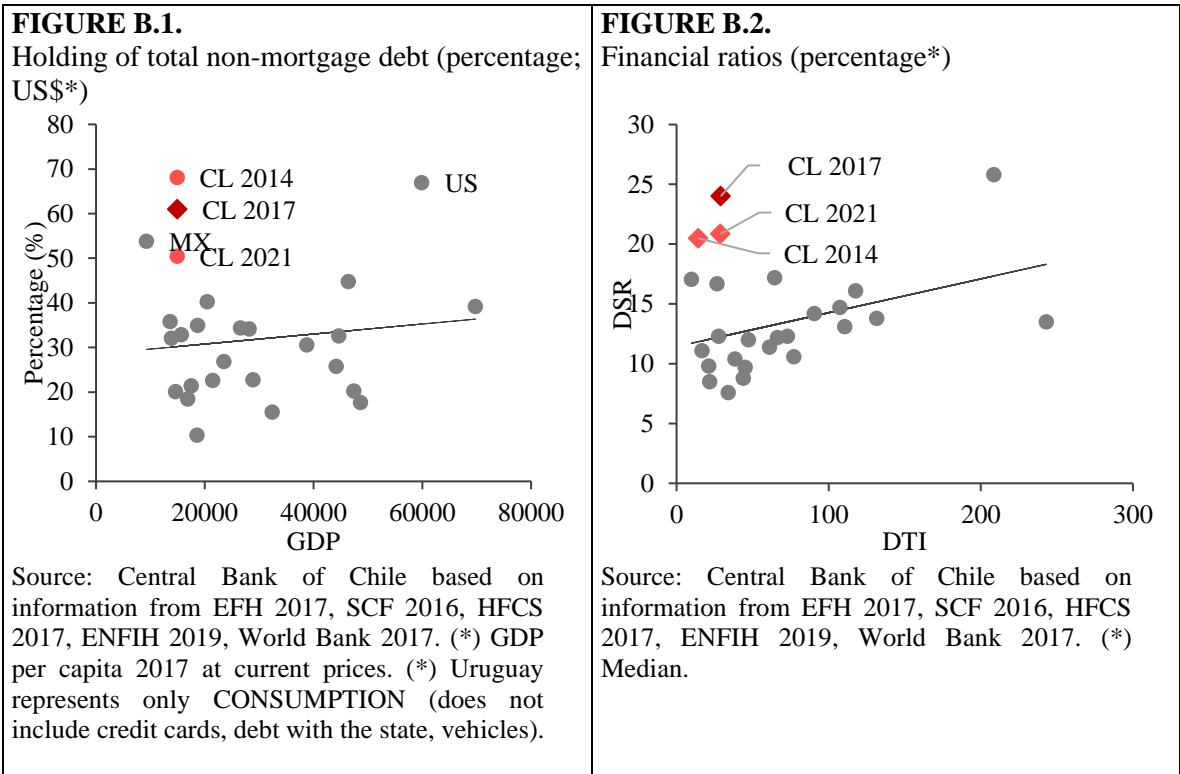 FIGURE B.1.
Holding of total non-mortgage debt (percentage;
US$*)
80
70
60
50
40
30
20
10
0
Percentage (%)
CL 2014
CL 2017
CL 2021
MX
US
0 20000 40000 60000 80000
GDP
Source: Central Bank of Chile based on
information from EFH 2017, SCF 2016, HFCS
2017, ENFIH 2019, World Bank 2017. (*) GDP
per capita 2017 at current prices. (*) Uruguay
represents only CONSUMPTION (does not
include credit cards, debt with the state, vehicles).
FIGURE B.2.
Financial ratios (percentage*)
30
25
20
15
10
5
0
DSR
CL 2017
CL 2021
CL 2014
0 100 200 300
DTI
Source: Central Bank of Chile based on
information from EFH 2017, SCF 2016, HFCS
2017, ENFIH 2019, World Bank 2017. (*)
Median.